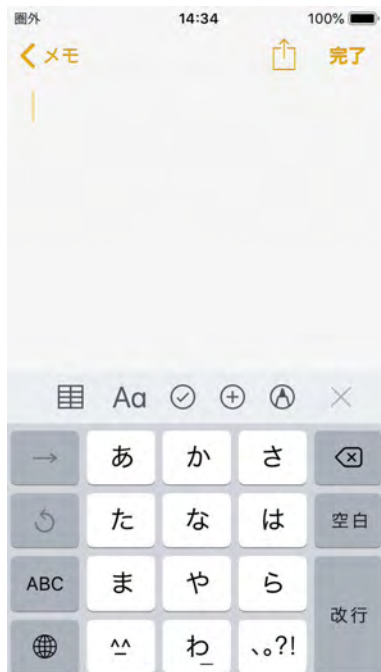 圏外 14:34 100%
メモ 完了
Aa
→ あ か さ
た な は 空白
ABC ま や ら 改行
^^ わ_ 、。?!